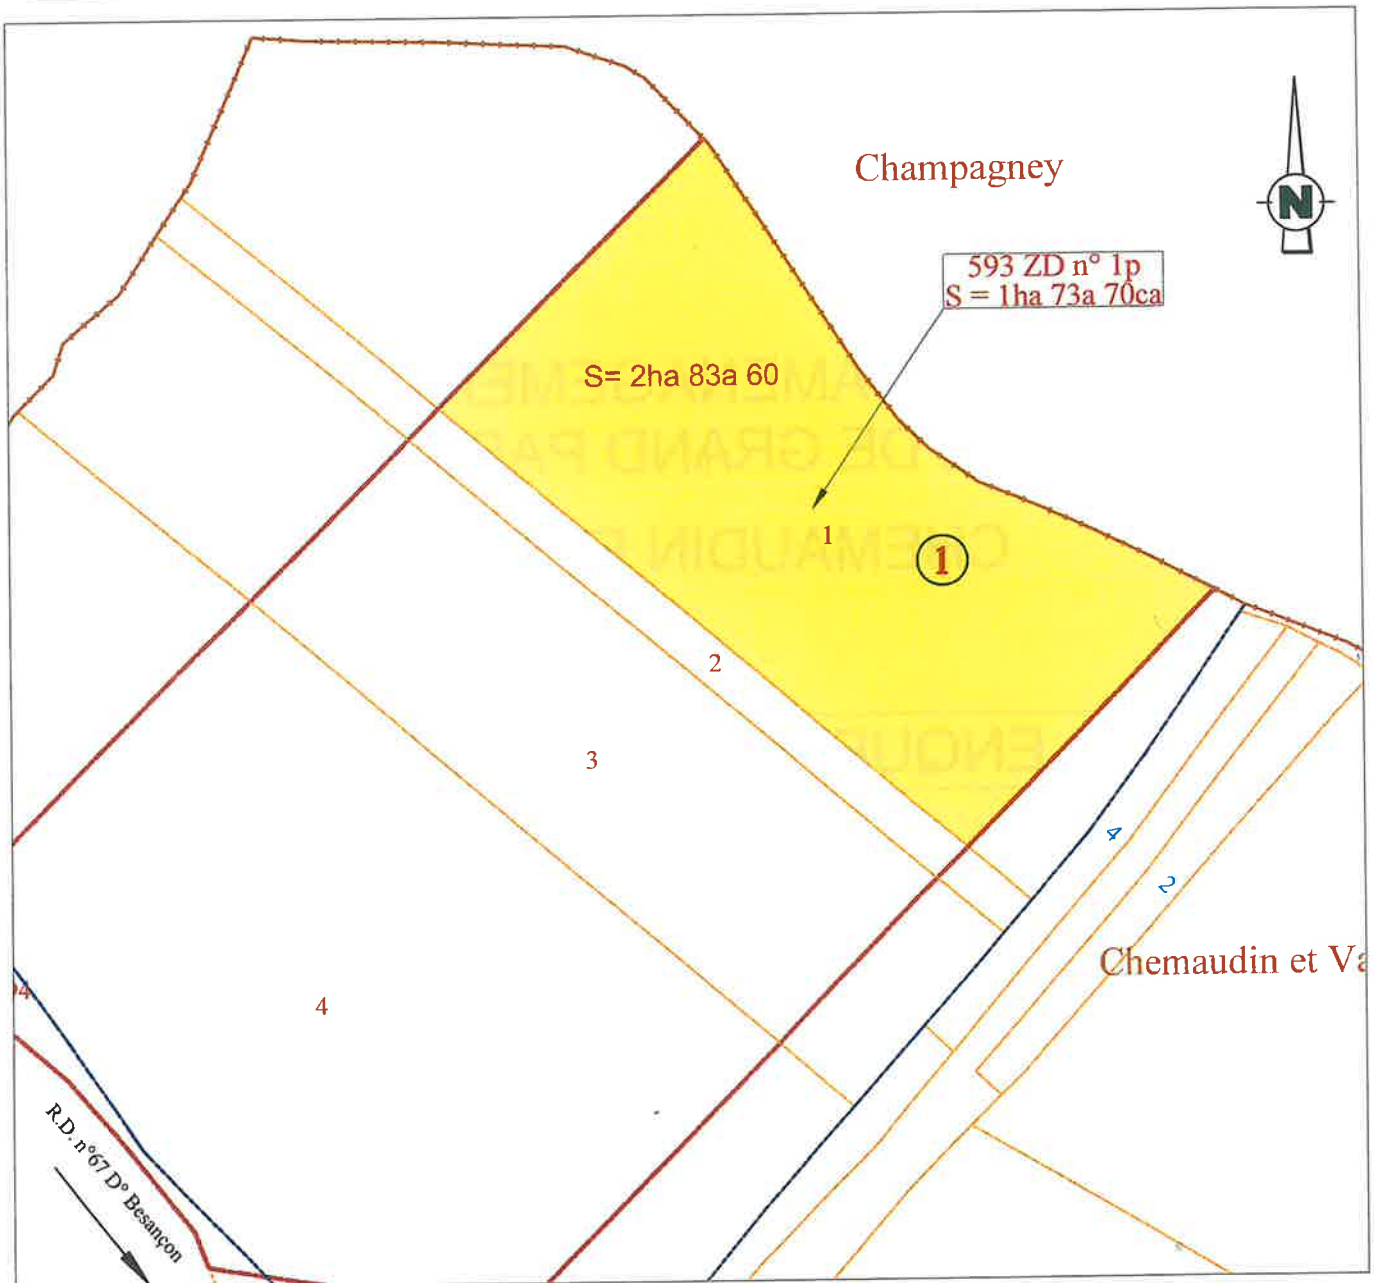 Champagney
N
593 ZD n° 1p
S = 1ha 73a 70ca
S= 2ha 83a 60
1
1
2
3
4
2
Chemaudin et Va
4
04
R.D. n°67 D° Besançon